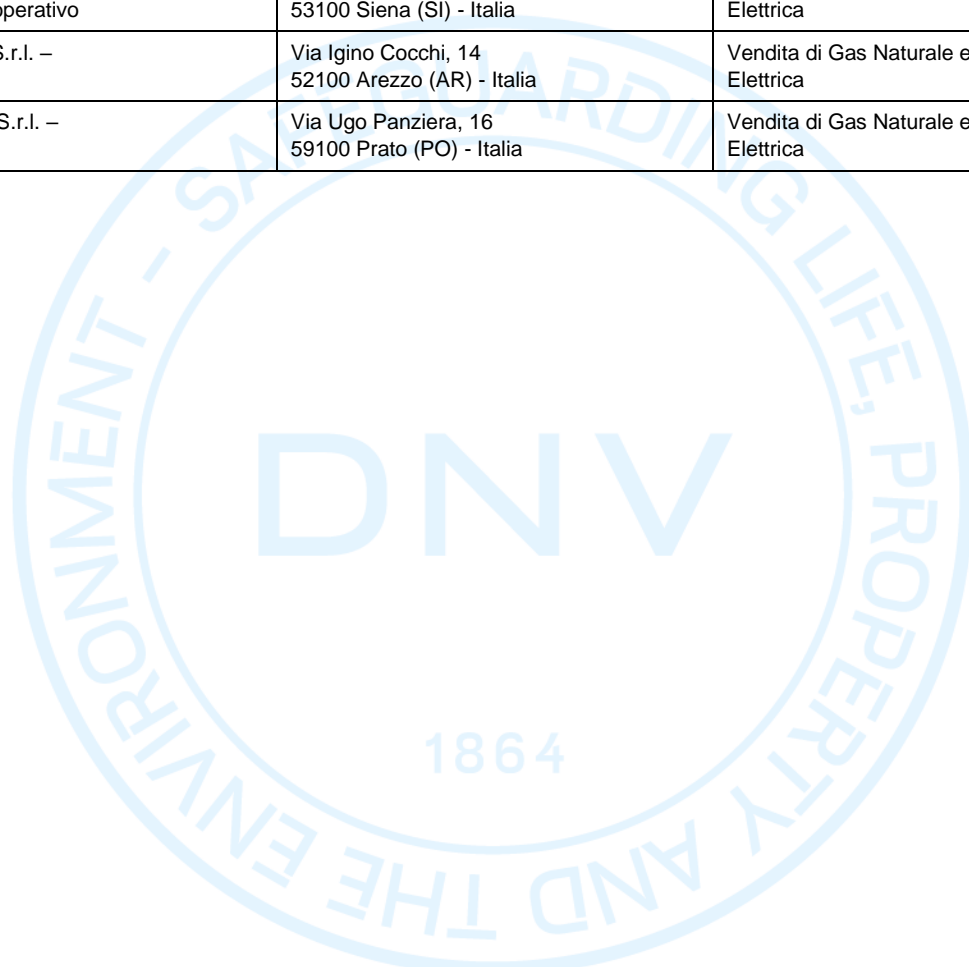 operativo
53100 Siena (SI) - Italia
Elettrica
S.r.l. –
Via Igino Cocchi, 14
52100 Arezzo (AR) - Italia
Vendita di Gas Naturale e
Elettrica
S.r.l. –
Via Ugo Panziera, 16
59100 Prato (PO) - Italia
Vendita di Gas Naturale e
Elettrica
SAFEGUARDING LIFE, PROPERTY AND THE ENVIRONMENT -
DNV
1864